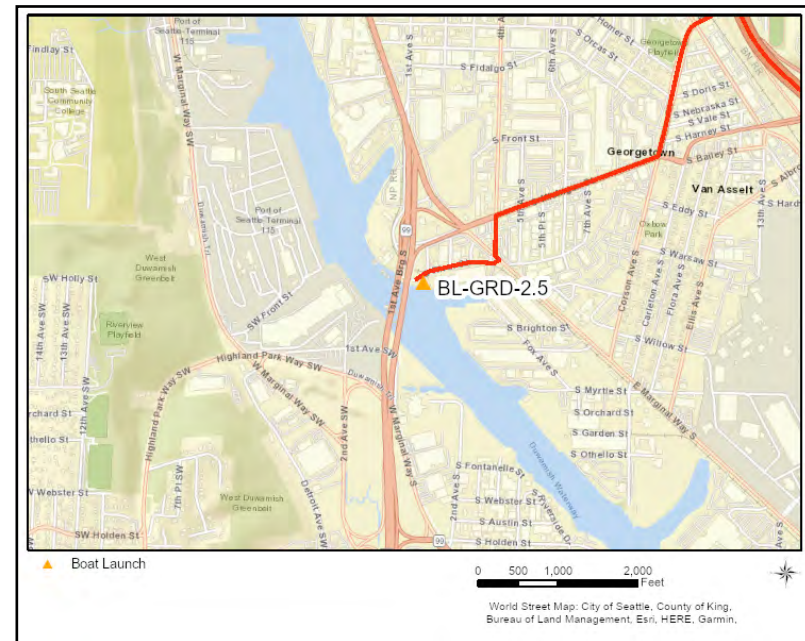 Port of
Seattle-Terminal
115
Findlay St
South Seattle
Community
College
W Marginal Way SW
Duwamish Trl
Port of
Seattle-Terminal
115
West
Duwamish
Greenbelt
SW Holly St
Riverview
Playfield
14th Ave SW
13th Ave SW
12th Ave SW
Highland Park Way SW
SW Front St
Highland Park Way SW
W Marginal Way SW
1st Ave SW
2nd Ave SW
Detroit Ave SW
7th Pl SW
West Duwamish
Greenbelt
W Webster St
SW Holden St
1st Ave S
NP RR
99
1st Ave Brg S
BL-GRD-2.5
4th Ave S
6th Ave S
S Fidalgo St
Homer St
S Orcas St
Georgetown
Playfield
BN RR
S Doris St
S Nebraska St
S Vale St
S Harney St
S Bailey St
S Front St
Georgetown
Van Asselt
5th Ave S
5th Pl S
7th Ave S
S Eddy St
13th Ave S
Oxbow
Park
S Warsaw St
Corson Ave S
Carleton Ave S
Flora Ave S
Ellis Ave S
S Willow St
S Brighton St
Fox Ave S
E Marginal Way S
S Myrtle St
S Orchard St
S Garden St
S Othello St
Duwamish Waterway
W Marginal Way S
2nd Ave S
S Fontanelle St
S Webster St
S Austin St
S Holden St
S Riverside Dr
99
Boat Launch
0 500 1,000 2,000
Feet
World Street Map: City of Seattle, County of King,
Bureau of Land Management, Esri, HERE, Garmin,